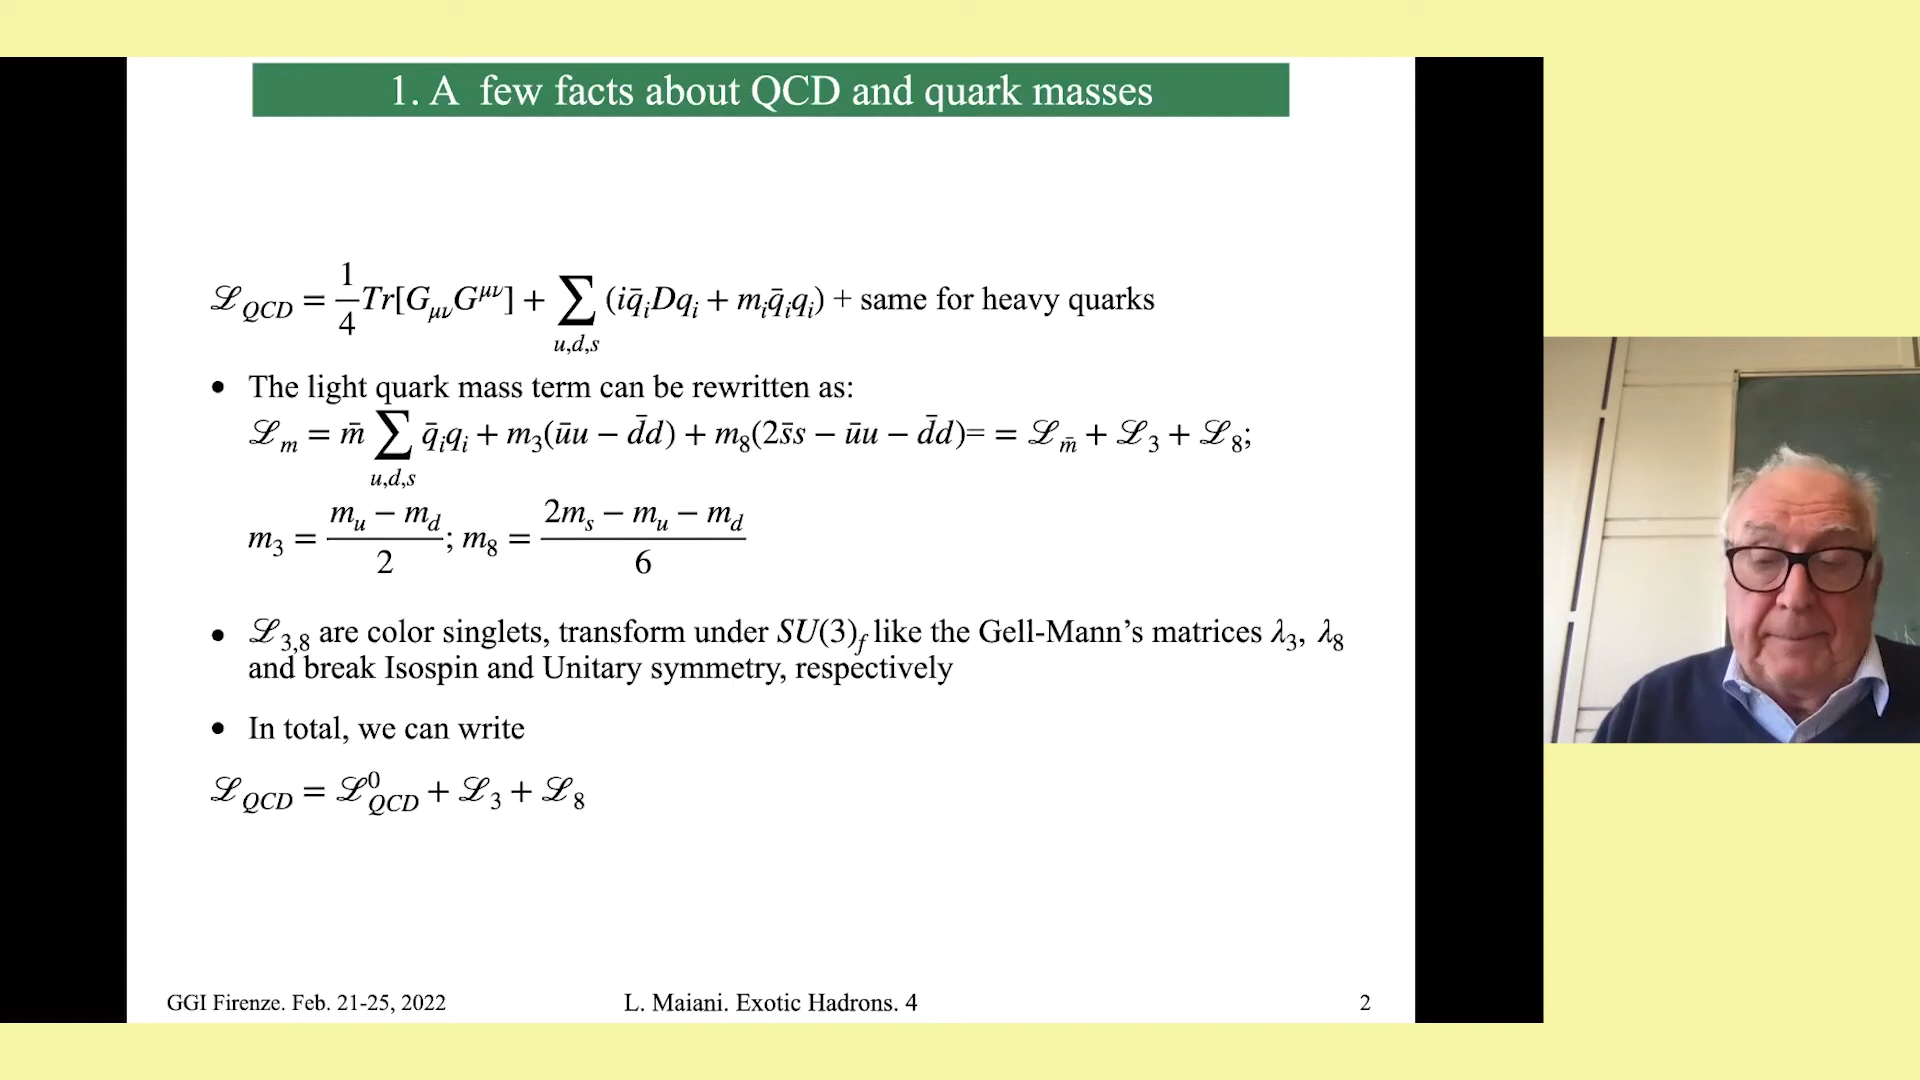 1. A few facts about QCD and quark masses
ℒ_QCD = 1/4 Tr[G_μν G^μν] + ∑_{u,d,s} (iq̄_i Dq_i + m_i q̄_i q_i) + same for heavy quarks
• The light quark mass term can be rewritten as:
ℒ_m = m̄ ∑_{u,d,s} q̄_i q_i + m_3(ūu − d̄d) + m_8(2s̄s − ūu − d̄d)= = ℒ_m̄ + ℒ_3 + ℒ_8;
m_3 = (m_u − m_d)/2; m_8 = (2m_s − m_u − m_d)/6
• ℒ_3,8 are color singlets, transform under SU(3)_f like the Gell-Mann’s matrices λ_3, λ_8
and break Isospin and Unitary symmetry, respectively
• In total, we can write
ℒ_QCD = ℒ^0_QCD + ℒ_3 + ℒ_8
GGI Firenze. Feb. 21-25, 2022
L. Maiani. Exotic Hadrons. 4
2